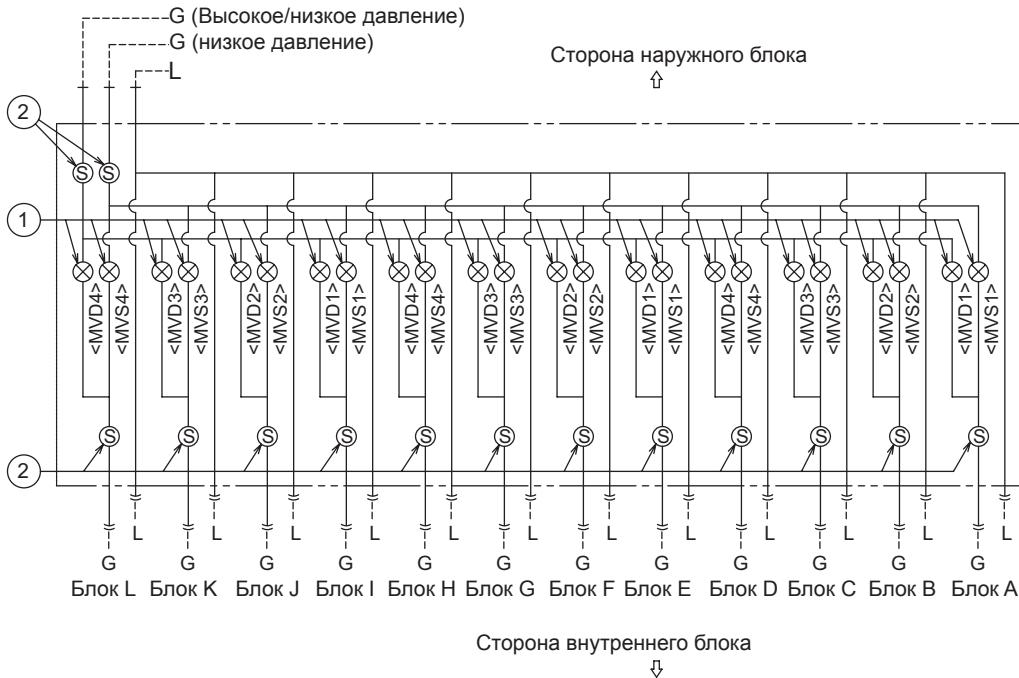 G (Высокое/низкое давление)
G (низкое давление)
L
Сторона наружного блока
2
S S
1
<MVD4> <MVS4> <MVD3> <MVS3> <MVD2> <MVS2> <MVD1> <MVS1> <MVD4> <MVS4> <MVD3> <MVS3> <MVD2> <MVS2> <MVD1> <MVS1> <MVD4> <MVS4> <MVD3> <MVS3> <MVD2> <MVS2> <MVD1> <MVS1>
S S S S S S S S S S S S
2
L L L L L L L L L L L L
G G G G G G G G G G G G
Блок L Блок K Блок J Блок I Блок H Блок G Блок F Блок E Блок D Блок C Блок B Блок A
Сторона внутреннего блока